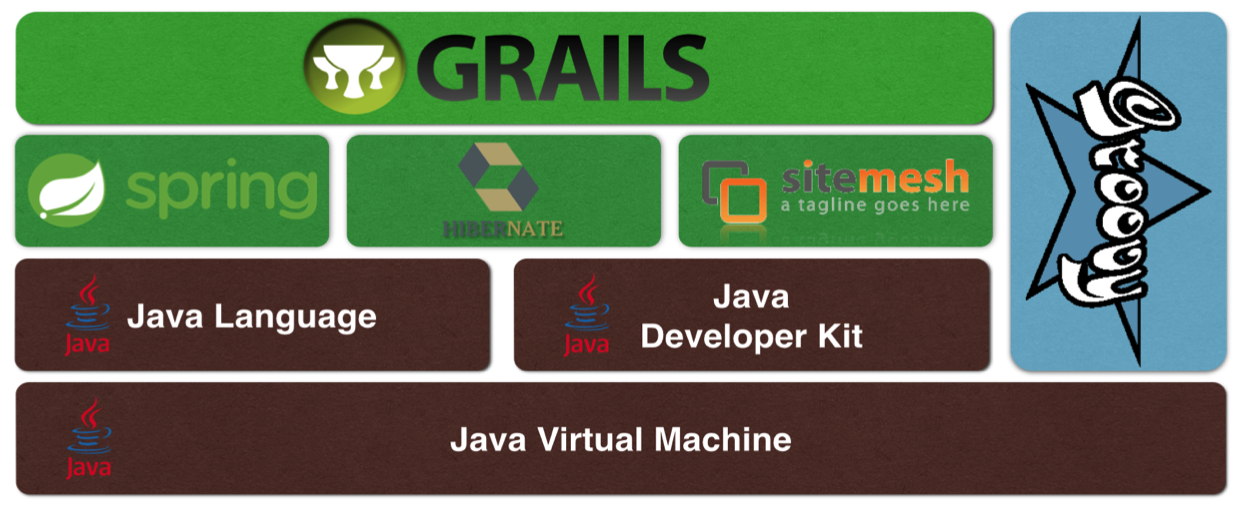 GRAILS
spring
HIBERNATE
sitemesh
a tagline goes here
Groovy
Java
Java Language
Java
Java
Developer Kit
Java
Java Virtual Machine